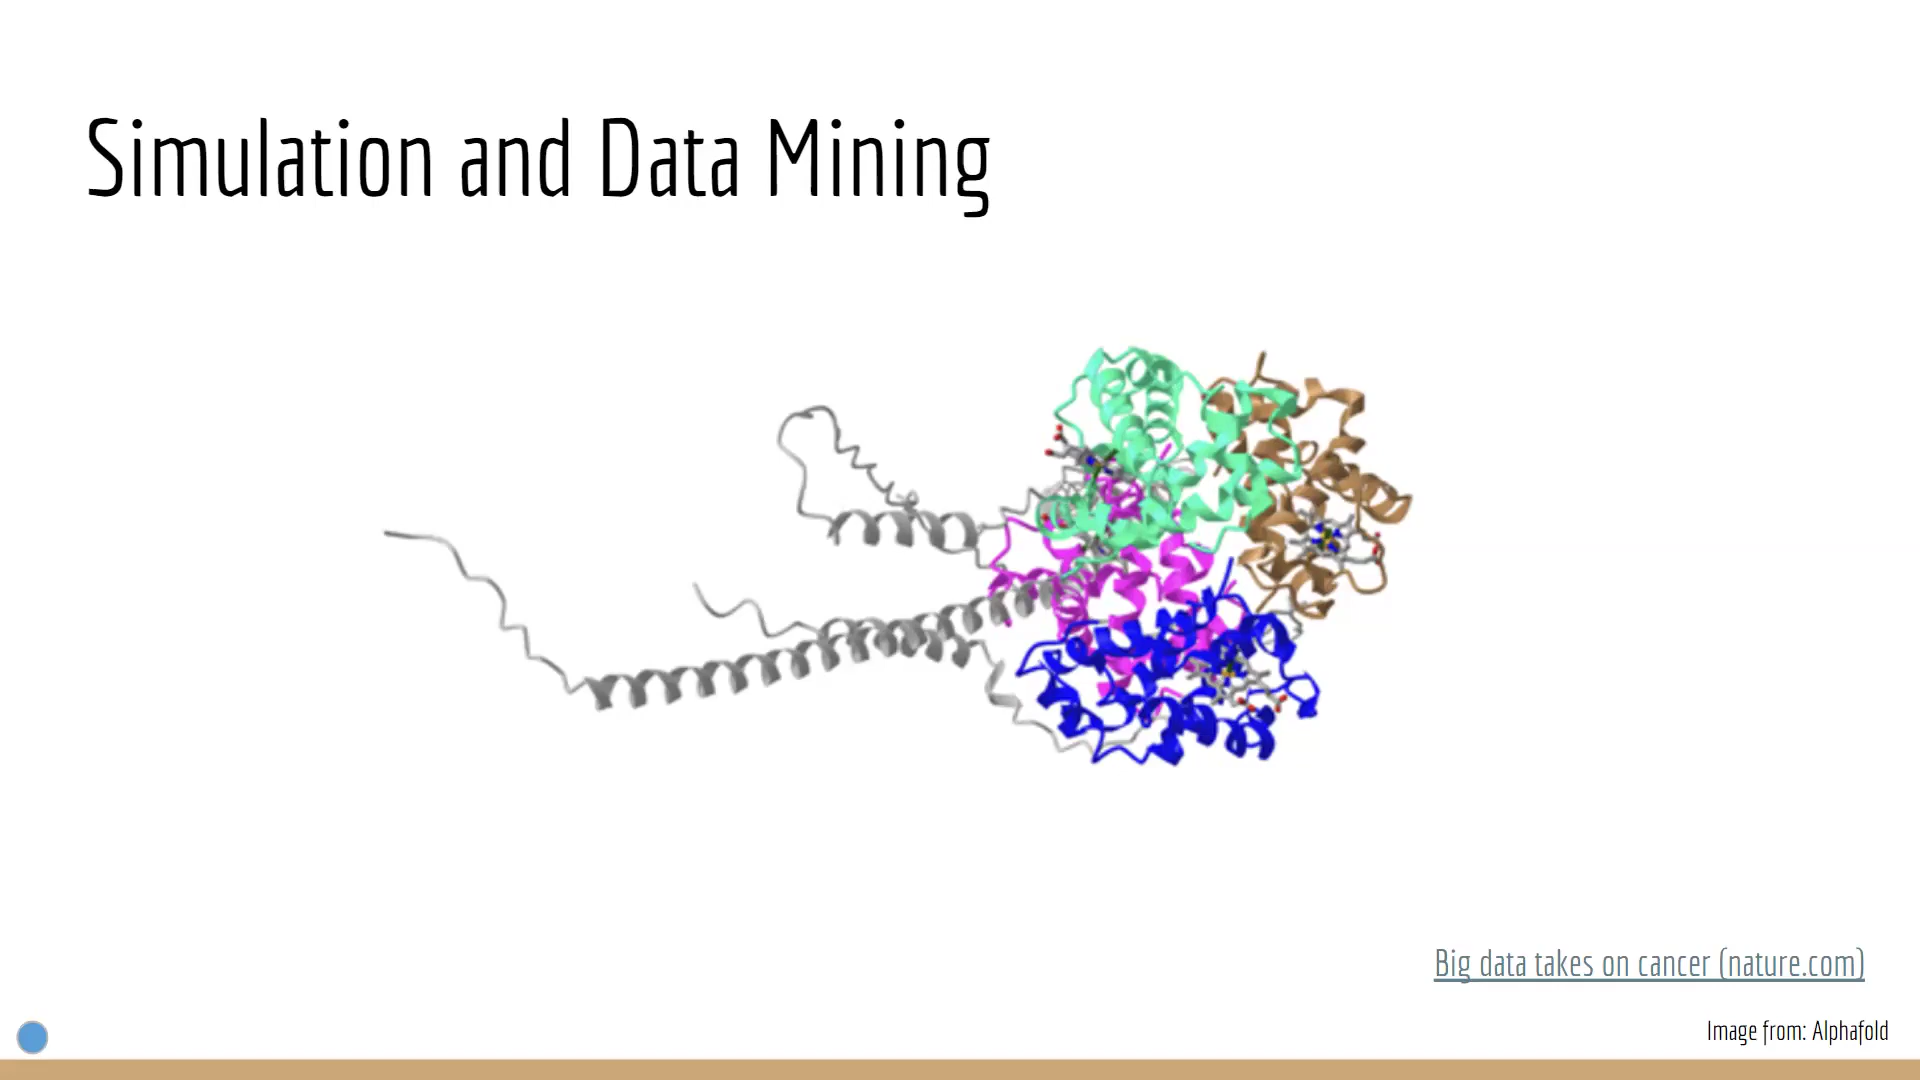 Simulation and Data Mining
Big data takes on cancer (nature.com)
Image from: Alphafold